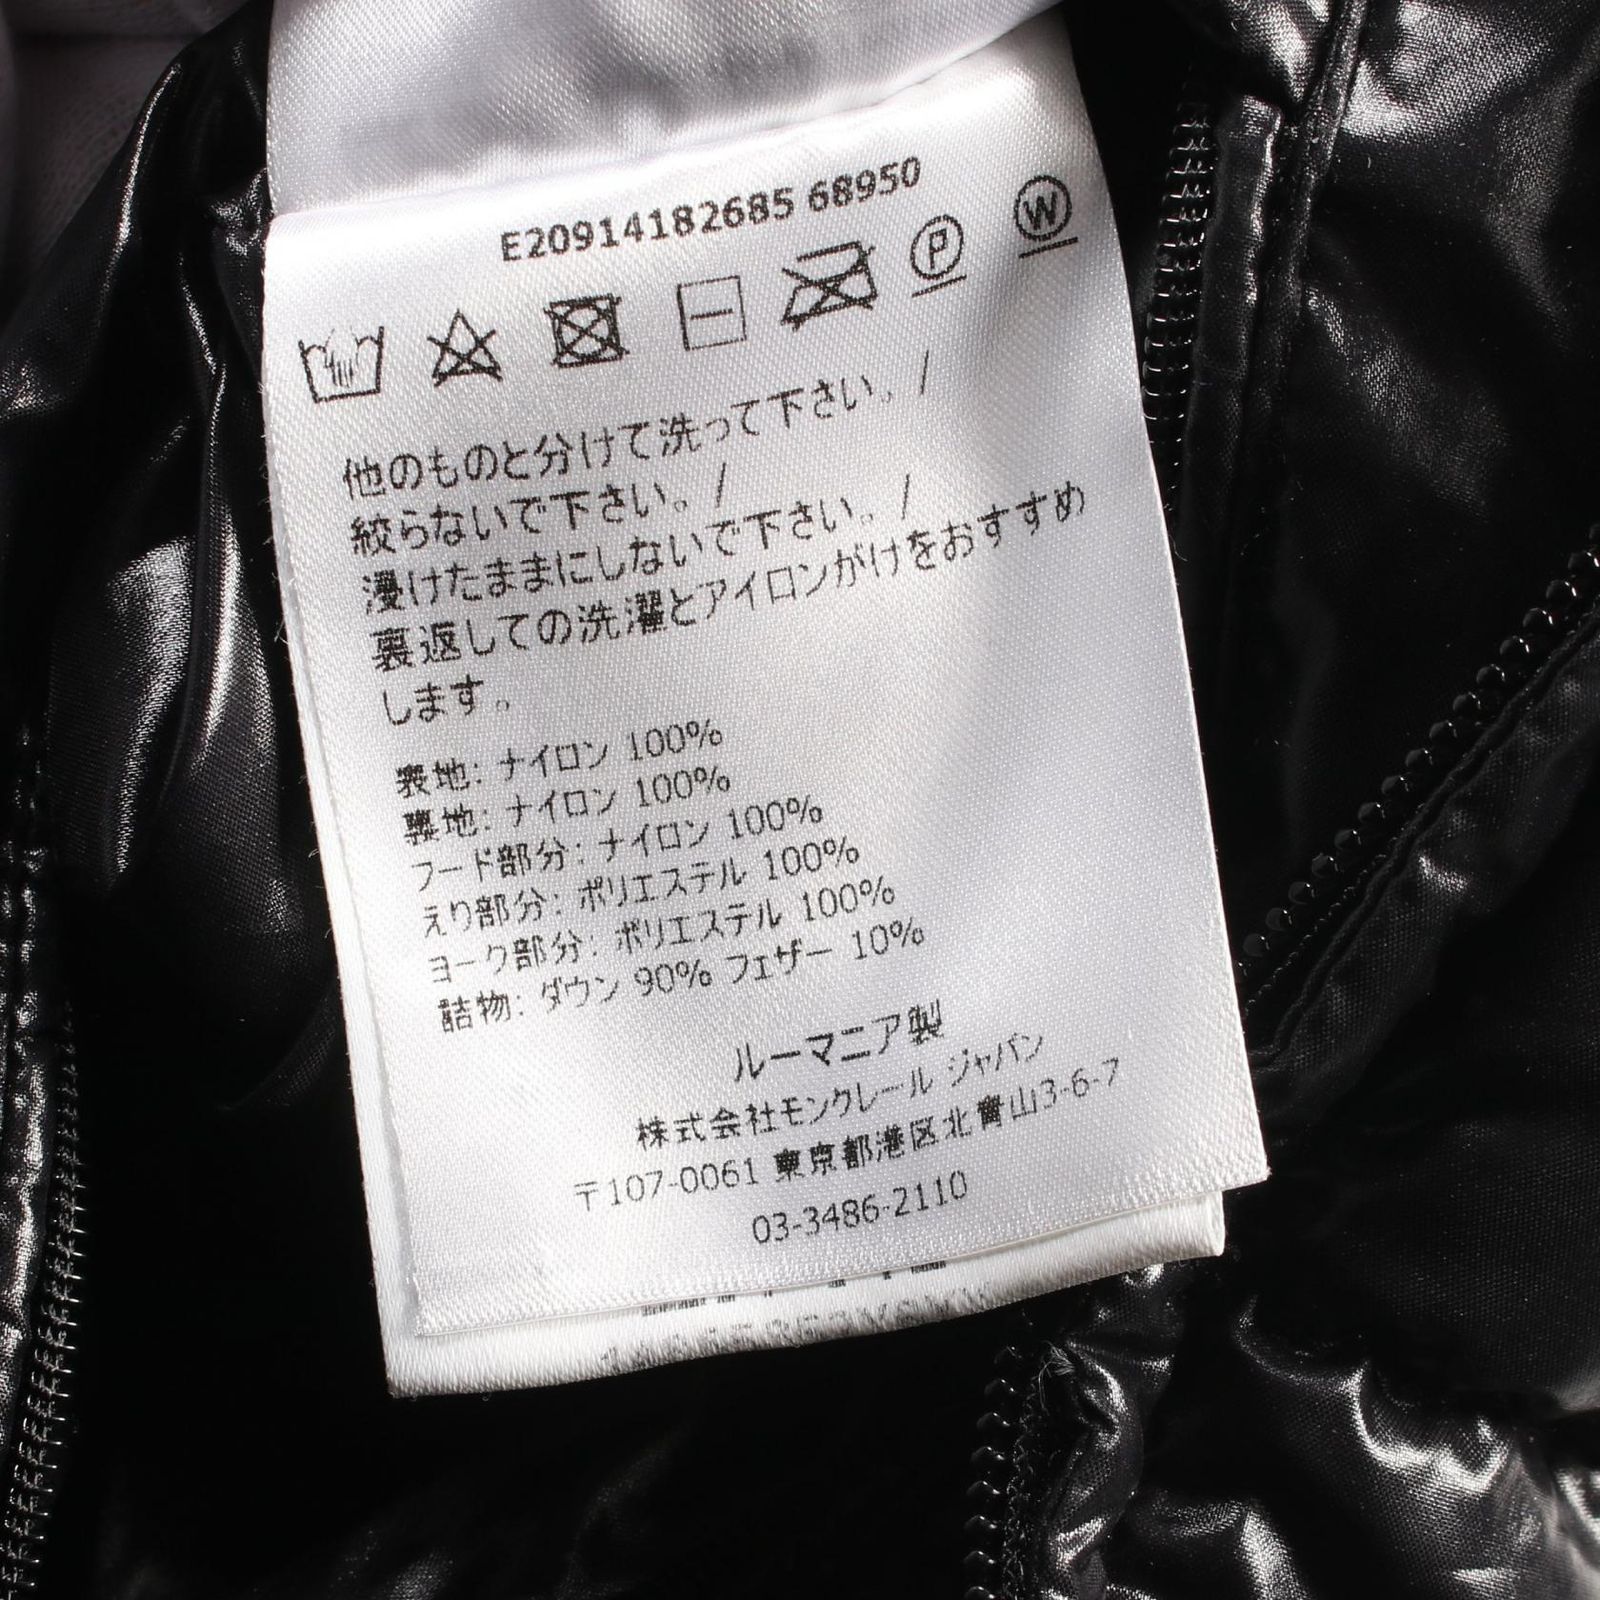 E20914182685 68950
P W
他のものと分けて洗って下さい。/
絞らないで下さい。/
浸けたままにしないで下さい。/
裏返しての洗濯とアイロンがけをおすすめ
します。
表地: ナイロン 100%
裏地: ナイロン 100%
フード部分: ナイロン 100%
えり部分: ポリエステル 100%
ヨーク部分: ポリエステル 100%
詰物: ダウン 90% フェザー 10%
ルーマニア製
株式会社モンクレール ジャパン
〒107-0061 東京都港区北青山3-6-7
03-3486-2110